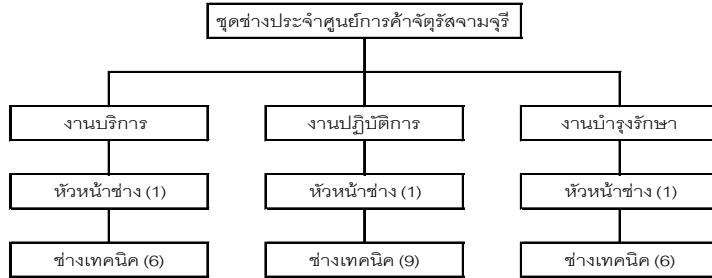 ชุดช่างประจำศูนย์การค้าจัตุรัสจามจุรี
งานบริการ
งานปฏิบัติการ
งานบำรุงรักษา
หัวหน้าช่าง (1)
หัวหน้าช่าง (1)
หัวหน้าช่าง (1)
ช่างเทคนิค (6)
ช่างเทคนิค (9)
ช่างเทคนิค (6)